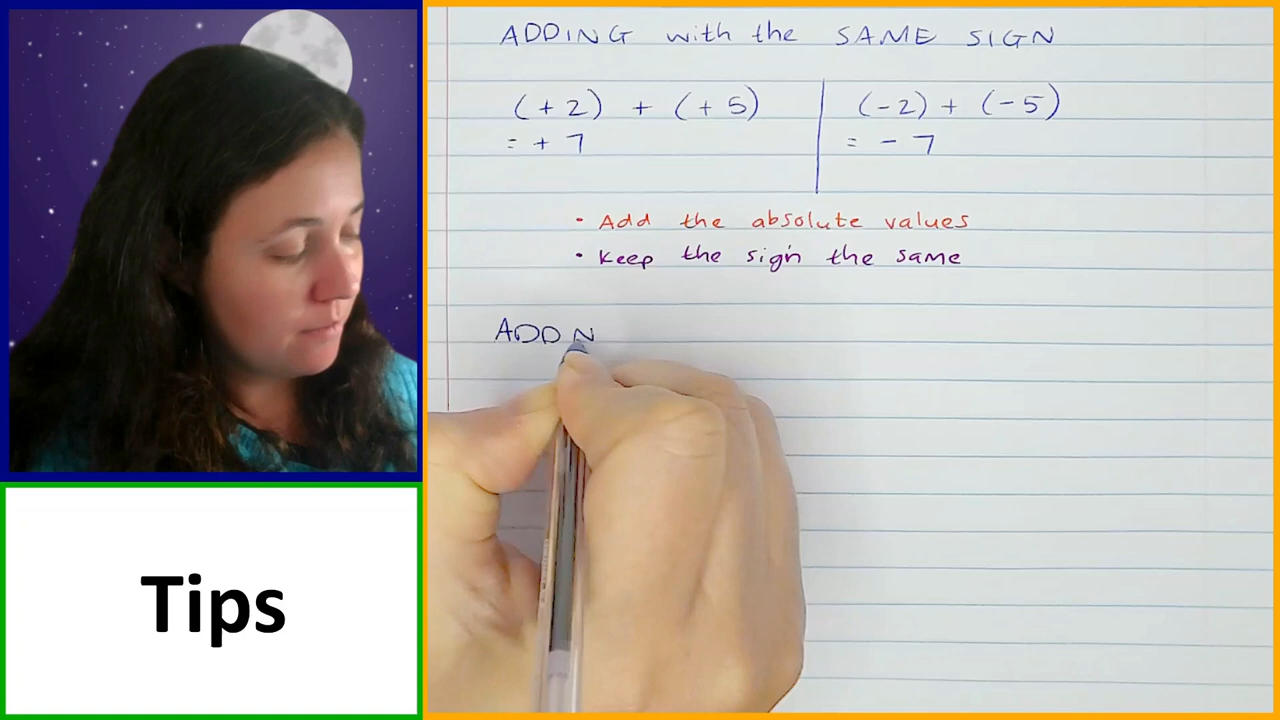 ADDING with the SAME SIGN
(+2) + (+5)
= + 7
(-2) + (-5)
= - 7
• Add the absolute values
• Keep the sign the same
ADD N
Tips